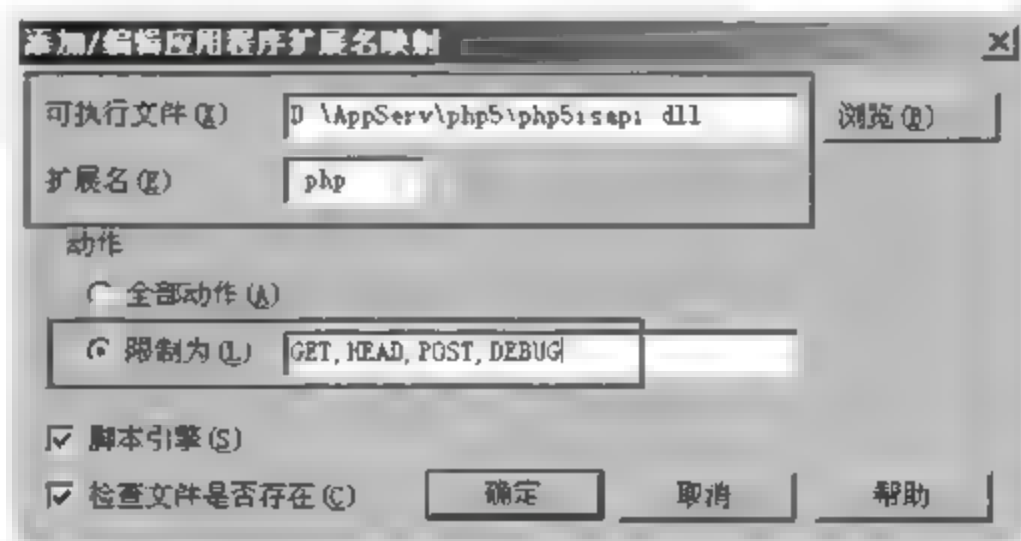 添加/编辑应用程序扩展名映射
可执行文件(X) D \AppServ\php5\php5isapi dll 浏览(R)
扩展名(E) php
动作
全部动作(A)
限制为(L) GET, HEAD, POST, DEBUG
脚本引擎(S)
检查文件是否存在(C) 确定 取消 帮助